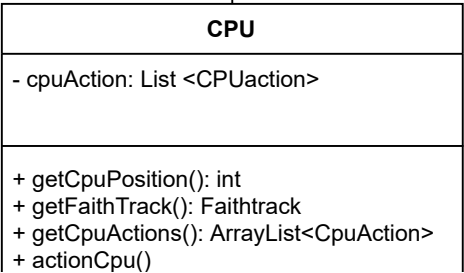 CPU
- cpuAction: List <CPUaction>
+ getCpuPosition(): int
+ getFaithTrack(): Faithtrack
+ getCpuActions(): ArrayList<CpuAction>
+ actionCpu()